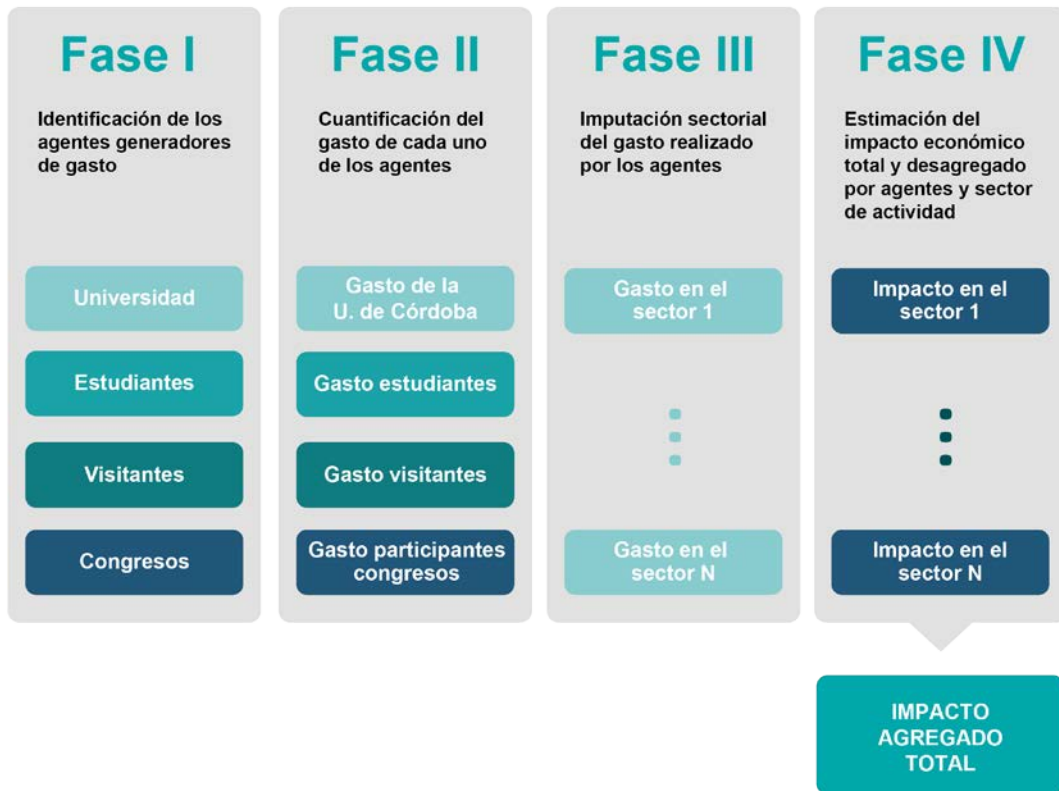 Fase I
Identificación de los
agentes generadores
de gasto
Universidad
Estudiantes
Visitantes
Congresos
Fase II
Cuantificación del
gasto de cada uno
de los agentes
Gasto de la
U. de Córdoba
Gasto estudiantes
Gasto visitantes
Gasto participantes
congresos
Fase III
Imputación sectorial
del gasto realizado
por los agentes
Gasto en el
sector 1
Gasto en el
sector N
Fase IV
Estimación del
impacto económico
total y desagregado
por agentes y sector
de actividad
Impacto en el
sector 1
Impacto en el
sector N
IMPACTO
AGREGADO
TOTAL